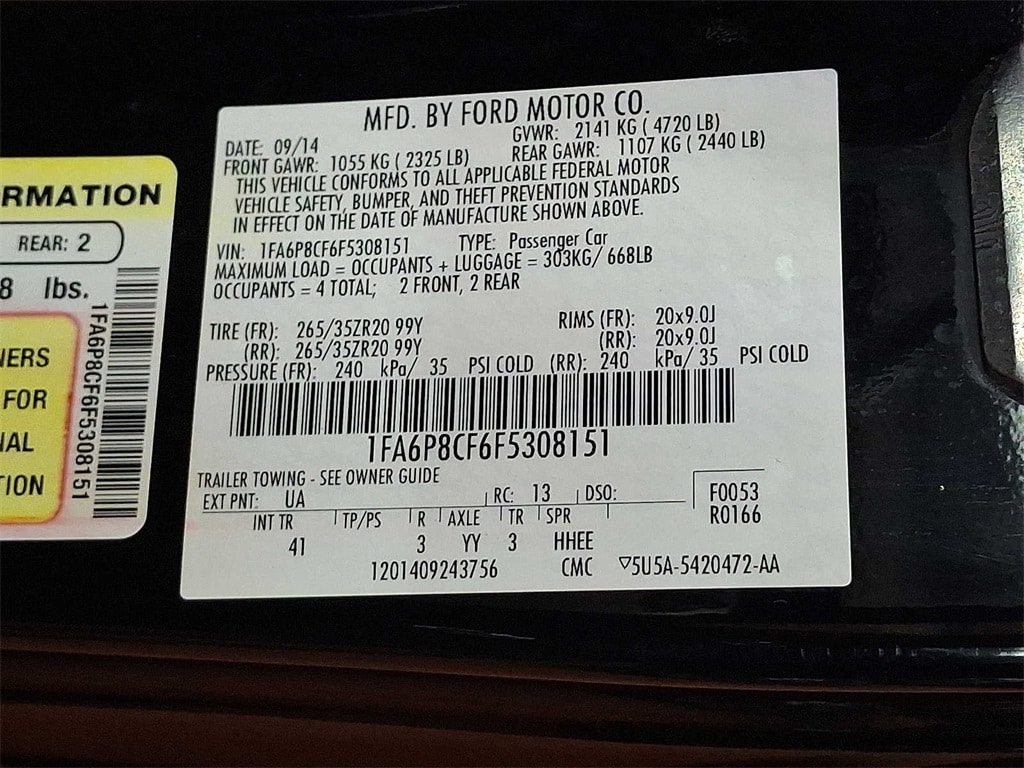 MFD. BY FORD MOTOR CO.
DATE: 09/14 GVWR: 2141 KG ( 4720 LB)
FRONT GAWR: 1055 KG ( 2325 LB) REAR GAWR: 1107 KG ( 2440 LB)
THIS VEHICLE CONFORMS TO ALL APPLICABLE FEDERAL MOTOR
VEHICLE SAFETY, BUMPER, AND THEFT PREVENTION STANDARDS
IN EFFECT ON THE DATE OF MANUFACTURE SHOWN ABOVE.
VIN: 1FA6P8CF6F5308151 TYPE: Passenger Car
MAXIMUM LOAD = OCCUPANTS + LUGGAGE = 303KG/ 668LB
OCCUPANTS = 4 TOTAL; 2 FRONT, 2 REAR
TIRE (FR): 265/35ZR20 99Y RIMS (FR): 20x9.0J
(RR): 265/35ZR20 99Y (RR): 20x9.0J
PRESSURE (FR): 240 kPa/ 35 PSI COLD (RR): 240 kPa/ 35 PSI COLD
1FA6P8CF6F5308151
TRAILER TOWING - SEE OWNER GUIDE
EXT PNT: UA RC: 13 DSO: F0053
R0166
INT TR TP/PS R AXLE TR SPR
41 3 YY 3 HHEE
1201409243756 CMC ▽5U5A-5420472-AA
RMATION
REAR: 2
8 lbs.
NERS
FOR
IAL
TION
1FA6P8CF6F5308151